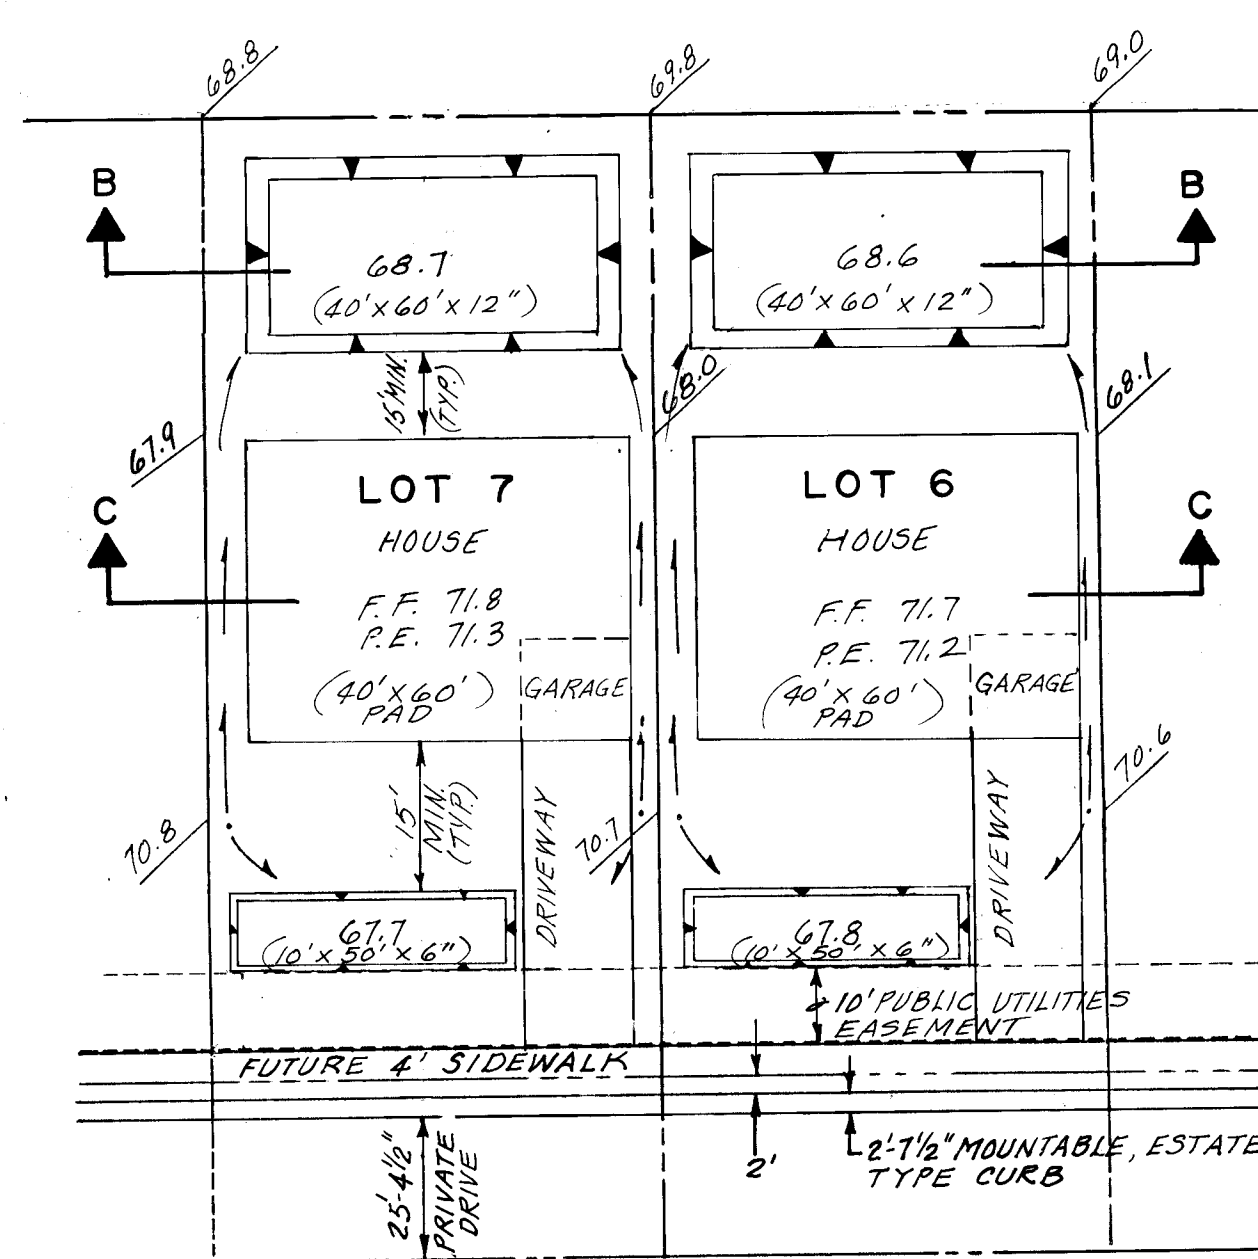 68.8
69.8
69.0
B
B
68.7
(40'X60'X12")
68.6
(40'X60'X12")
15'MIN.
(TYP.)
68.0
68.1
67.9
C
C
LOT 7
HOUSE
F.F. 71.8
P.E. 71.3
(40'X60')
PAD
GARAGE
LOT 6
HOUSE
F.F. 71.7
P.E. 71.2
(40'X60')
PAD
GARAGE
70.8
15'
MIN.
(TYP.)
DRIVEWAY
70.7
DRIVEWAY
70.6
67.7
(10'X50'X6")
67.8
(10'X50'X6")
10'PUBLIC UTILITIES
EASEMENT
FUTURE 4' SIDEWALK
25'-4½"
PRIVATE
DRIVE
2'
2'-7½" MOUNTABLE, ESTATE
TYPE CURB